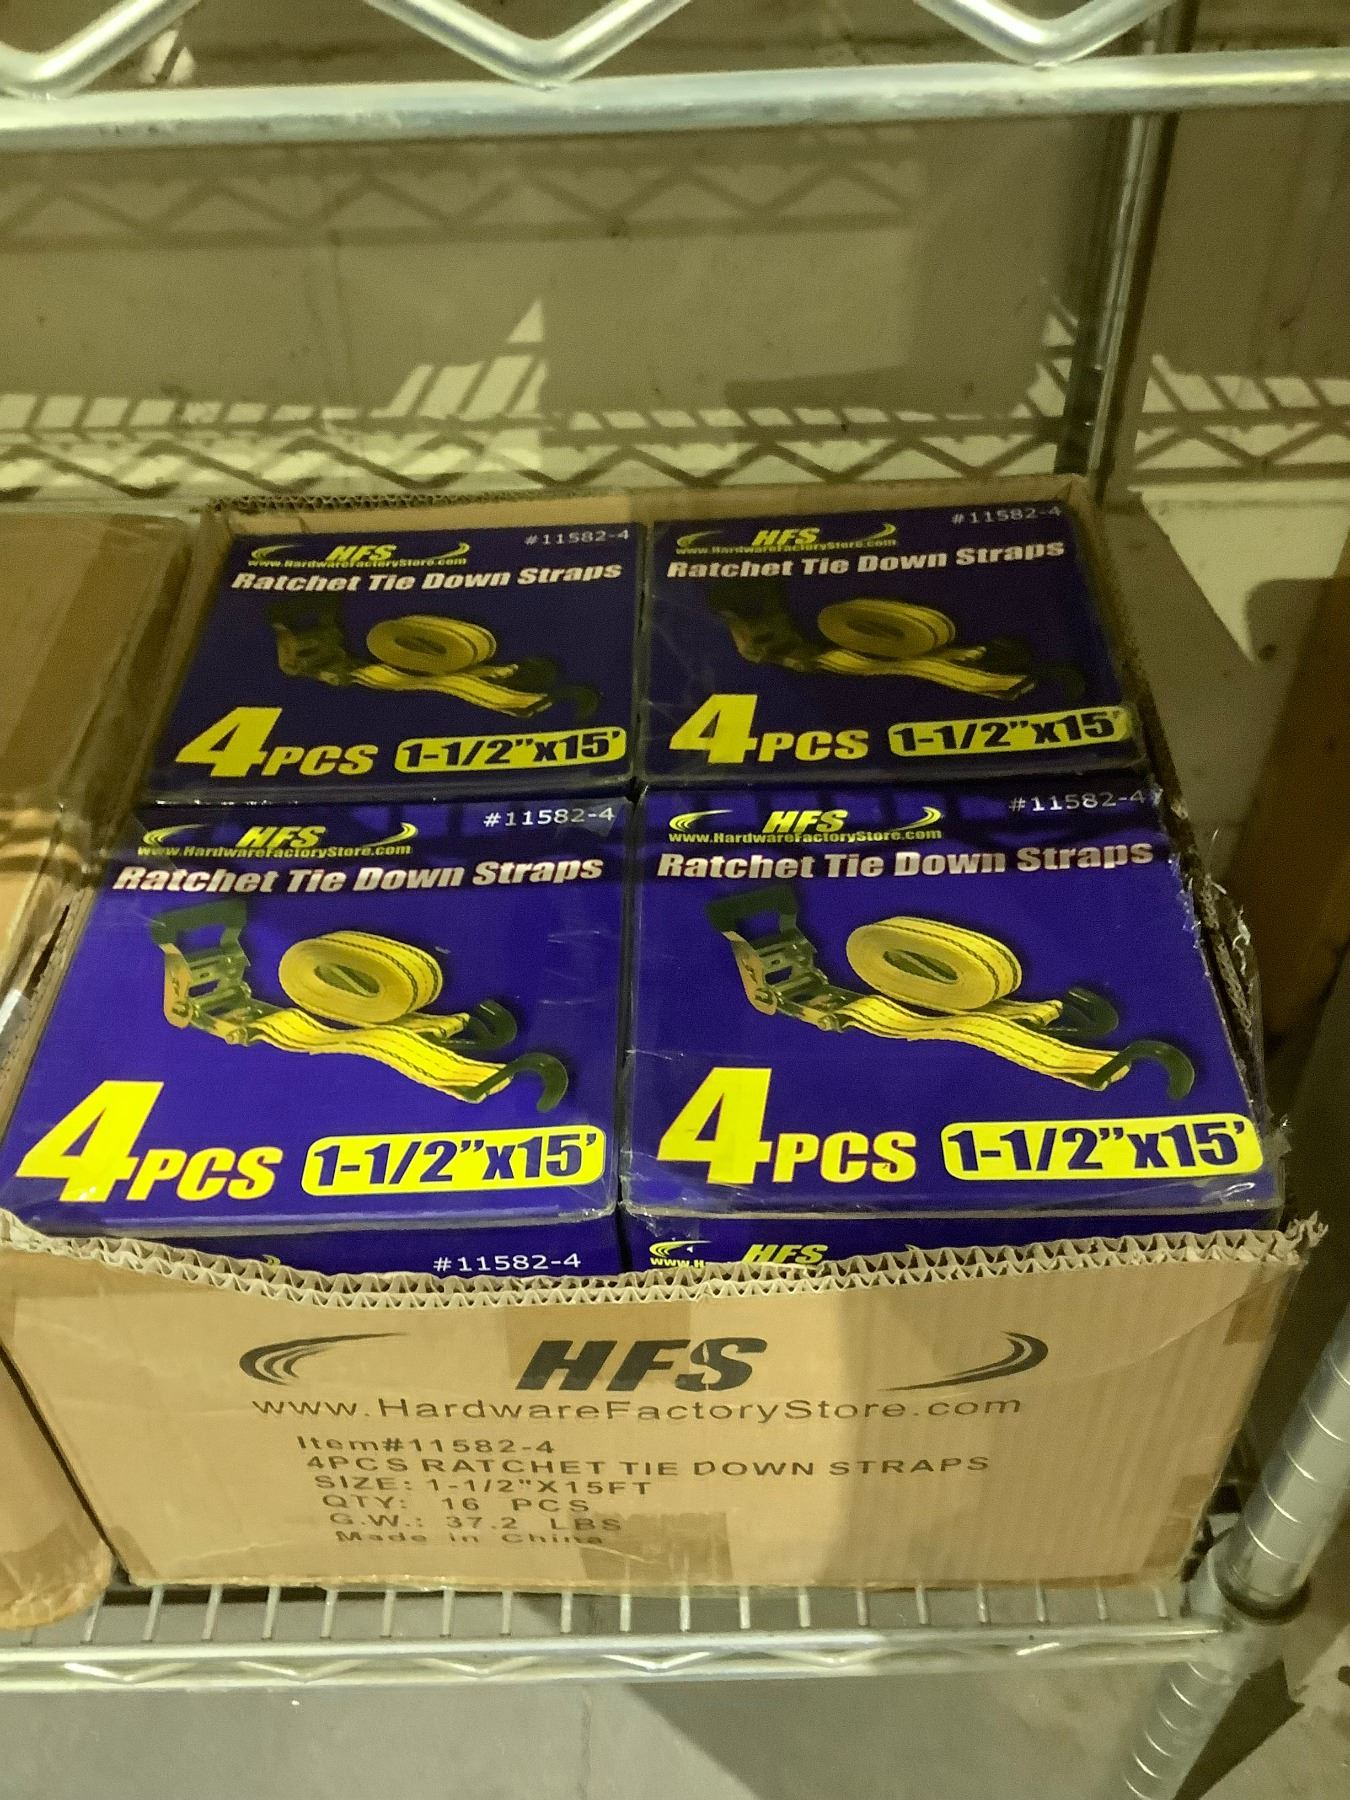 HFS
www.HardwareFactoryStore.com
#11582-4
Ratchet Tie Down Straps
4PCS 1-1/2"x15'
HFS
www.HardwareFactoryStore.com
#11582-4
Ratchet Tie Down Straps
4PCS 1-1/2"x15'
HFS
www.HardwareFactoryStore.com
#11582-4
Ratchet Tie Down Straps
4PCS 1-1/2"x15'
HFS
www.HardwareFactoryStore.com
#11582-4
Ratchet Tie Down Straps
4PCS 1-1/2"x15'
#11582-4
HFS
www.H
HFS
www.HardwareFactoryStore.com
Item#11582-4
4PCS RATCHET TIE DOWN STRAPS
SIZE: 1-1/2"X15FT
QTY: 16 PCS
G.W.: 37.2 LBS
Made in China